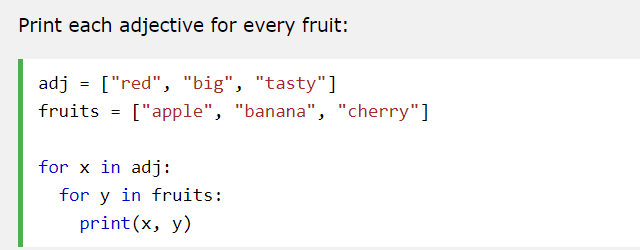 Print each adjective for every fruit:
adj = ["red", "big", "tasty"]
fruits = ["apple", "banana", "cherry"]
for x in adj:
  for y in fruits:
    print(x, y)